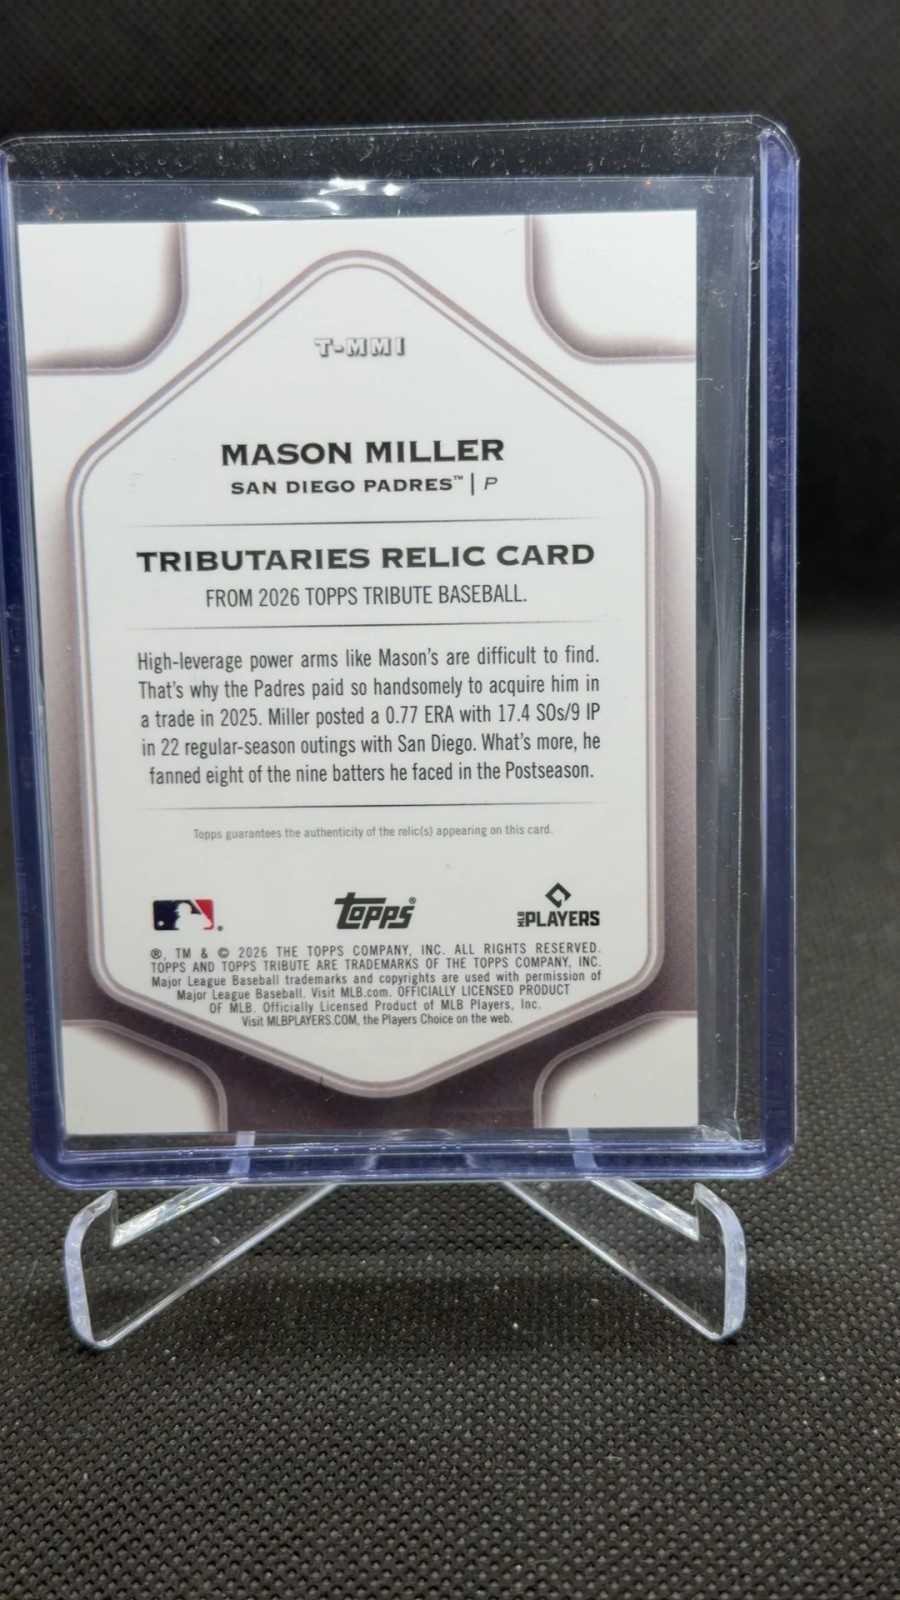 T-MMI
MASON MILLER
SAN DIEGO PADRES™ | P
TRIBUTARIES RELIC CARD
FROM 2026 TOPPS TRIBUTE BASEBALL.
High-leverage power arms like Mason's are difficult to find.
That's why the Padres paid so handsomely to acquire him in
a trade in 2025. Miller posted a 0.77 ERA with 17.4 SOs/9 IP
in 22 regular-season outings with San Diego. What's more, he
fanned eight of the nine batters he faced in the Postseason.
Topps guarantees the authenticity of the relic(s) appearing on this card.
topps®
MLB PLAYERS
®, TM & © 2026 THE TOPPS COMPANY, INC. ALL RIGHTS RESERVED.
TOPPS AND TOPPS TRIBUTE ARE TRADEMARKS OF THE TOPPS COMPANY, INC.
Major League Baseball trademarks and copyrights are used with permission of
Major League Baseball. Visit MLB.com. OFFICIALLY LICENSED PRODUCT
OF MLB. Officially Licensed Product of MLB Players, Inc.
Visit MLBPLAYERS.COM, the Players Choice on the web.